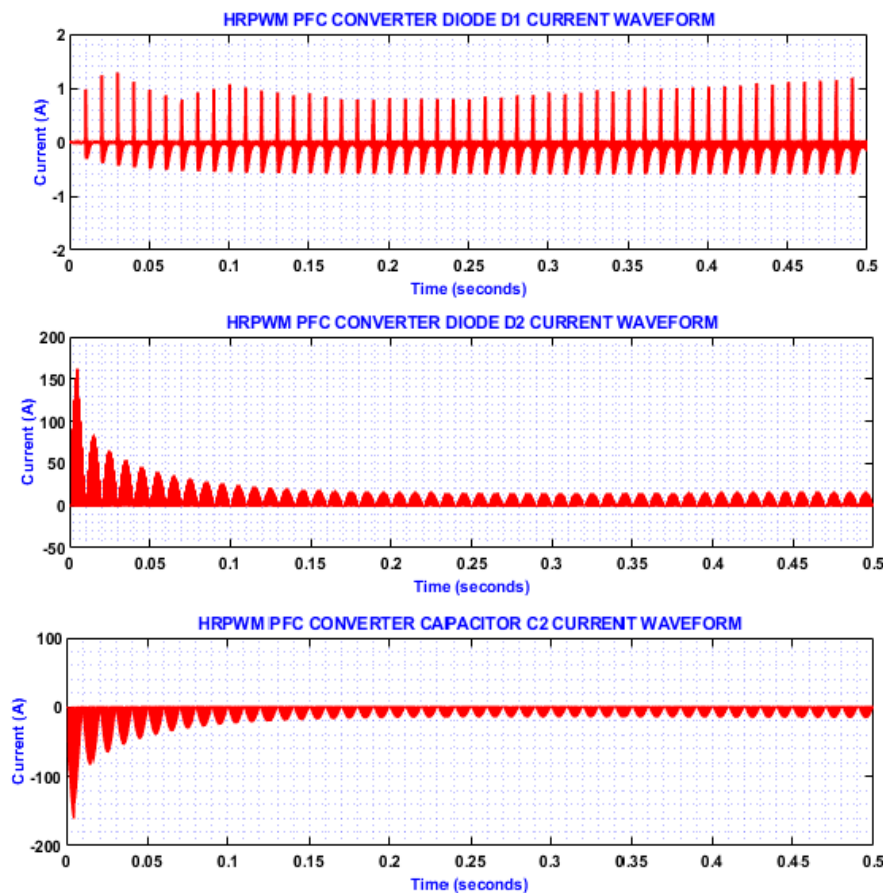 HRPWM PFC CONVERTER DIODE D1 CURRENT WAVEFORM
2
1
0
-1
-2
Current (A)
0 0.05 0.1 0.15 0.2 0.25 0.3 0.35 0.4 0.45 0.5
Time (seconds)
HRPWM PFC CONVERTER DIODE D2 CURRENT WAVEFORM
200
150
100
50
0
-50
Current (A)
0 0.05 0.1 0.15 0.2 0.25 0.3 0.35 0.4 0.45 0.5
Time (seconds)
HRPWM PFC CONVERTER CAPACITOR C2 CURRENT WAVEFORM
100
0
-100
-200
Current (A)
0 0.05 0.1 0.15 0.2 0.25 0.3 0.35 0.4 0.45 0.5
Time (seconds)